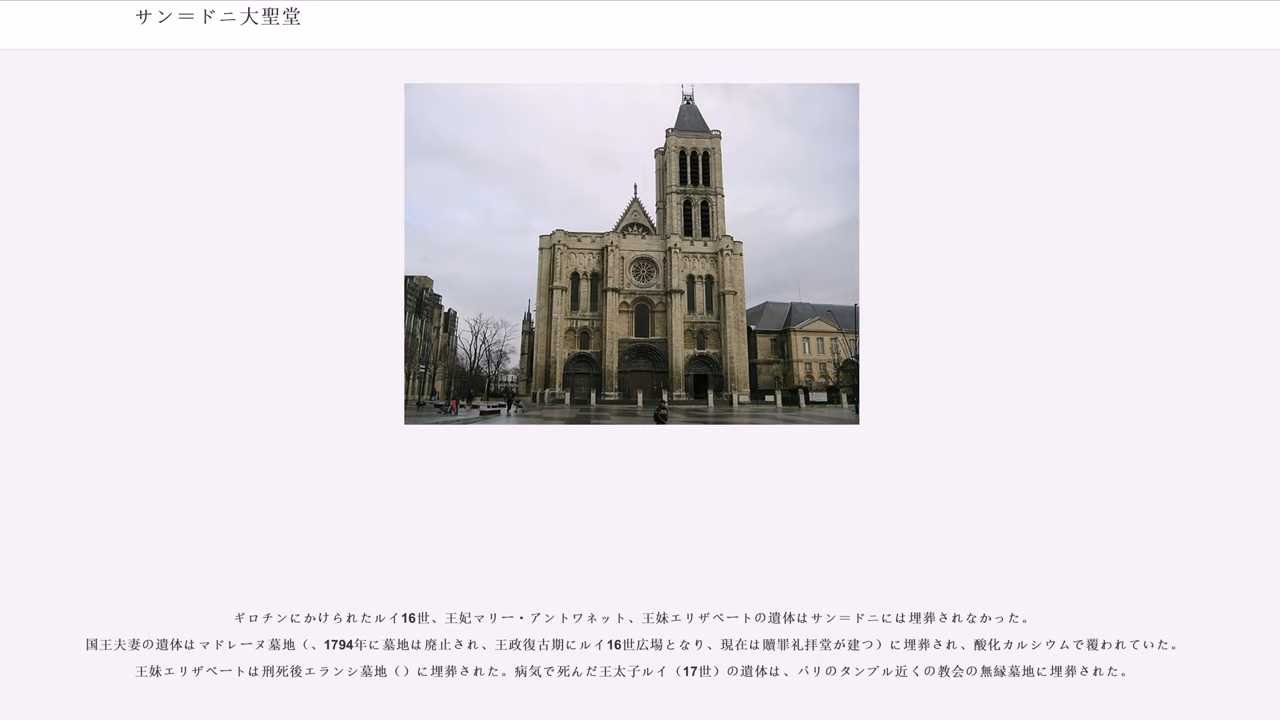 サン＝ドニ大聖堂
ギロチンにかけられたルイ16世、王妃マリー・アントワネット、王妹エリザベートの遺体はサン＝ドニには埋葬されなかった。
国王夫妻の遺体はマドレーヌ墓地（、1794年に墓地は廃止され、王政復古期にルイ16世広場となり、現在は贖罪礼拝堂が建つ）に埋葬され、酸化カルシウムで覆われていた。
王妹エリザベートは刑死後エランシ墓地（）に埋葬された。病気で死んだ王太子ルイ（17世）の遺体は、パリのタンプル近くの教会の無縁墓地に埋葬された。